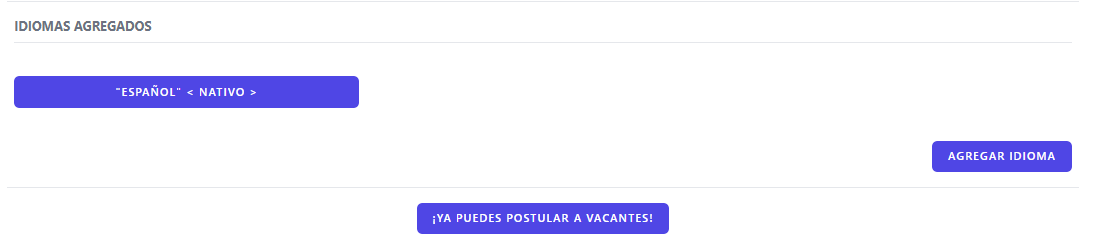 IDIOMAS AGREGADOS
"ESPAÑOL" < NATIVO >
AGREGAR IDIOMA
¡YA PUEDES POSTULAR A VACANTES!